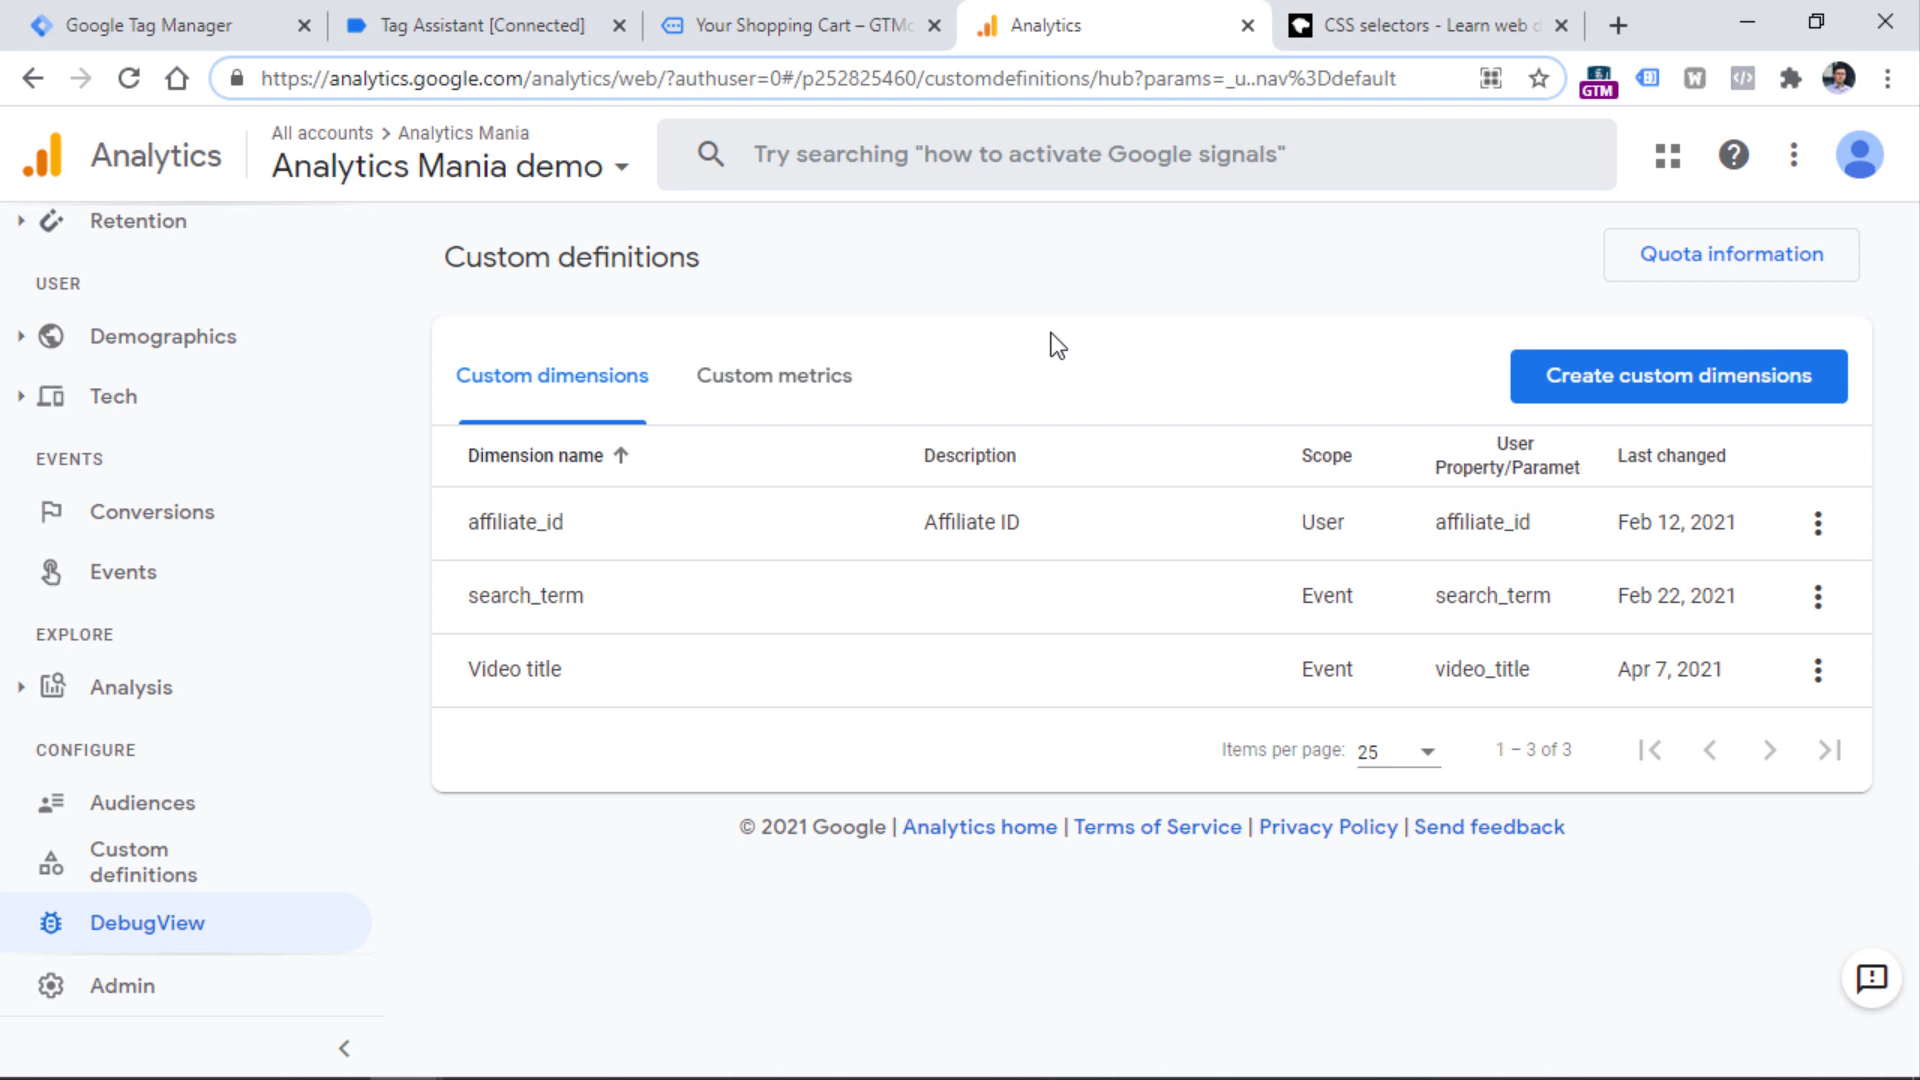 Google Tag Manager
Tag Assistant [Connected]
Your Shopping Cart – GTMc
Analytics
CSS selectors - Learn web d
https://analytics.google.com/analytics/web/?authuser=0#/p252825460/customdefinitions/hub?params=_u..nav%3Ddefault
GTM
Analytics
All accounts > Analytics Mania
Analytics Mania demo
Try searching "how to activate Google signals"
Retention
USER
Demographics
Tech
EVENTS
Conversions
Events
EXPLORE
Analysis
CONFIGURE
Audiences
Custom
definitions
DebugView
Admin
Custom definitions
Quota information
Custom dimensions
Custom metrics
Create custom dimensions
Dimension name
Description
Scope
User
Property/Paramet
Last changed
affiliate_id
Affiliate ID
User
affiliate_id
Feb 12, 2021
search_term
Event
search_term
Feb 22, 2021
Video title
Event
video_title
Apr 7, 2021
Items per page: 25
1 – 3 of 3
© 2021 Google | Analytics home | Terms of Service | Privacy Policy | Send feedback